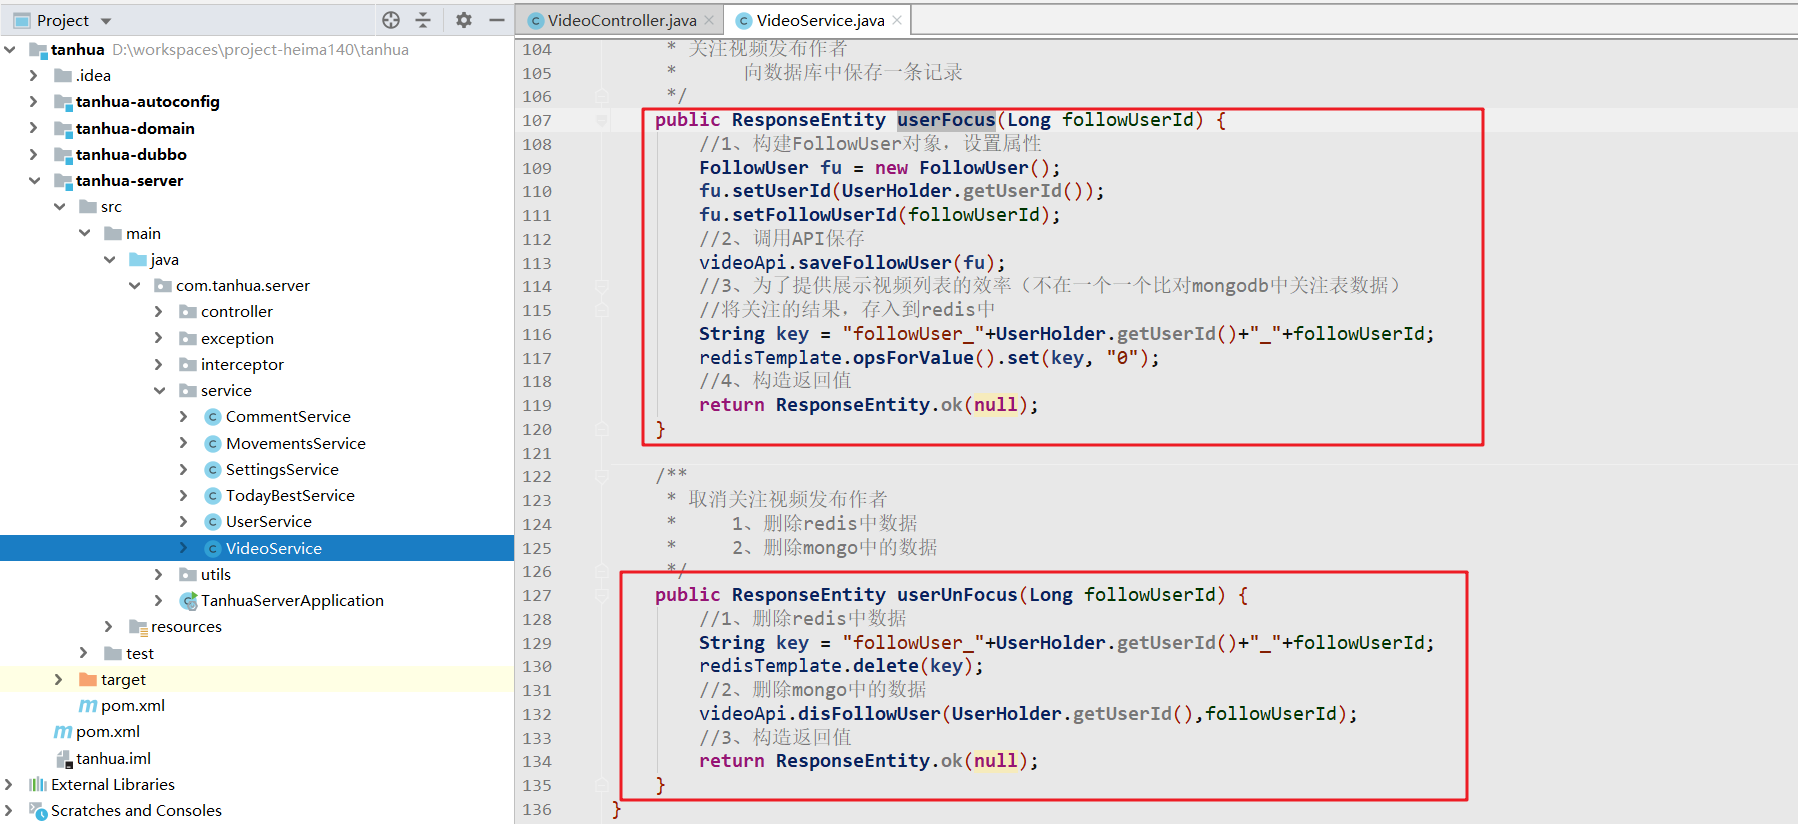 Project
tanhua D:\workspaces\project-heima140\tanhua
.idea
tanhua-autoconfig
tanhua-domain
tanhua-dubbo
tanhua-server
src
main
java
com.tanhua.server
controller
exception
interceptor
service
CommentService
MovementsService
SettingsService
TodayBestService
UserService
VideoService
utils
TanhuaServerApplication
resources
test
target
pom.xml
pom.xml
tanhua.iml
External Libraries
Scratches and Consoles
VideoController.java
VideoService.java
104 * 关注视频发布作者
105 * 向数据库中保存一条记录
106 */
107 public ResponseEntity userFocus(Long followUserId) {
108 //1、构建FollowUser对象，设置属性
109 FollowUser fu = new FollowUser();
110 fu.setUserId(UserHolder.getUserId());
111 fu.setFollowUserId(followUserId);
112 //2、调用API保存
113 videoApi.saveFollowUser(fu);
114 //3、为了提供展示视频列表的效率（不在一个一个比对mongodb中关注表数据）
115 //将关注的结果，存入到redis中
116 String key = "followUser_"+UserHolder.getUserId()+"_"+followUserId;
117 redisTemplate.opsForValue().set(key, "0");
118 //4、构造返回值
119 return ResponseEntity.ok(null);
120 }
121
122 /**
123 * 取消关注视频发布作者
124 * 1、删除redis中数据
125 * 2、删除mongo中的数据
126 */
127 public ResponseEntity userUnFocus(Long followUserId) {
128 //1、删除redis中数据
129 String key = "followUser_"+UserHolder.getUserId()+"_"+followUserId;
130 redisTemplate.delete(key);
131 //2、删除mongo中的数据
132 videoApi.disFollowUser(UserHolder.getUserId(),followUserId);
133 //3、构造返回值
134 return ResponseEntity.ok(null);
135 }
136 }